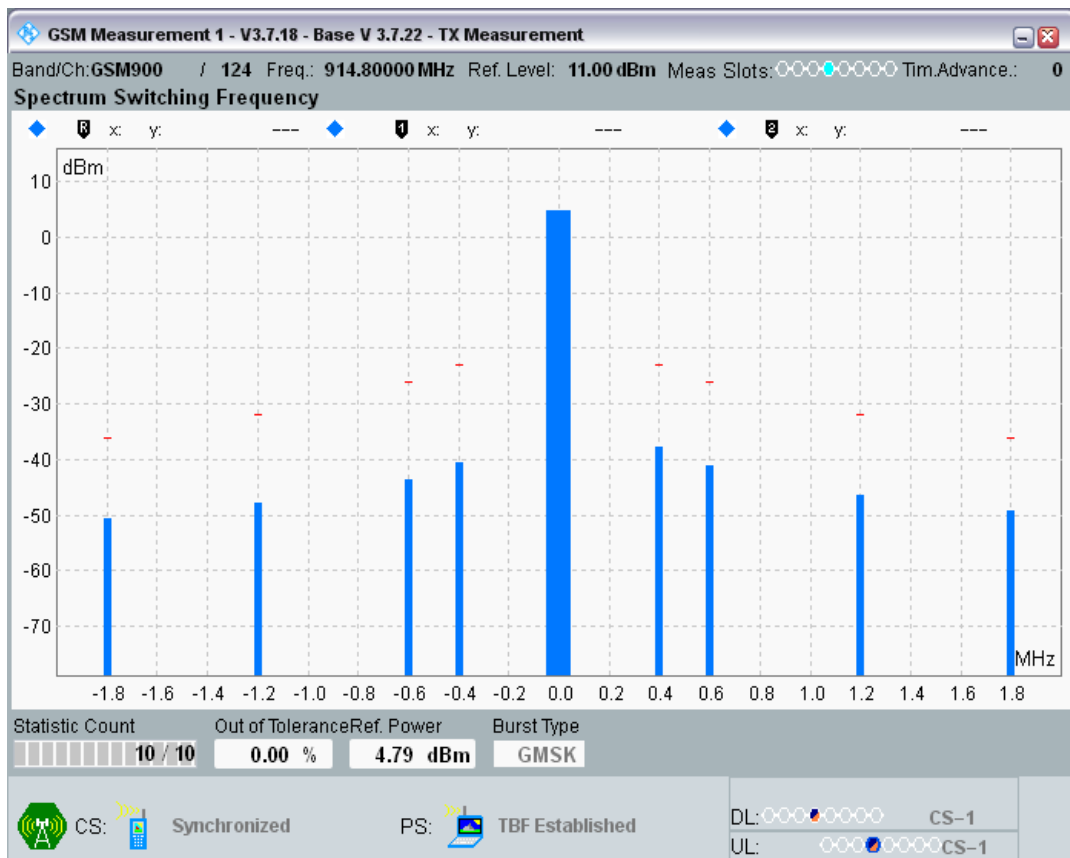 GSM Measurement 1 - V3.7.18 - Base V 3.7.22 - TX Measurement
Band/Ch:GSM900 / 124 Freq.: 914.80000 MHz Ref. Level: 11.00 dBm Meas Slots: Tim.Advance.: 0
Spectrum Switching Frequency
R x: y: --- 1 x: y: --- 2 x: y: ---
dBm
10
0
-10
-20
-30
-40
-50
-60
-70
MHz
-1.8 -1.6 -1.4 -1.2 -1.0 -0.8 -0.6 -0.4 -0.2 0.0 0.2 0.4 0.6 0.8 1.0 1.2 1.4 1.6 1.8
Statistic Count Out of Tolerance Ref. Power Burst Type
10 / 10 0.00 % 4.79 dBm GMSK
CS: Synchronized PS: TBF Established
DL: CS-1
UL: CS-1